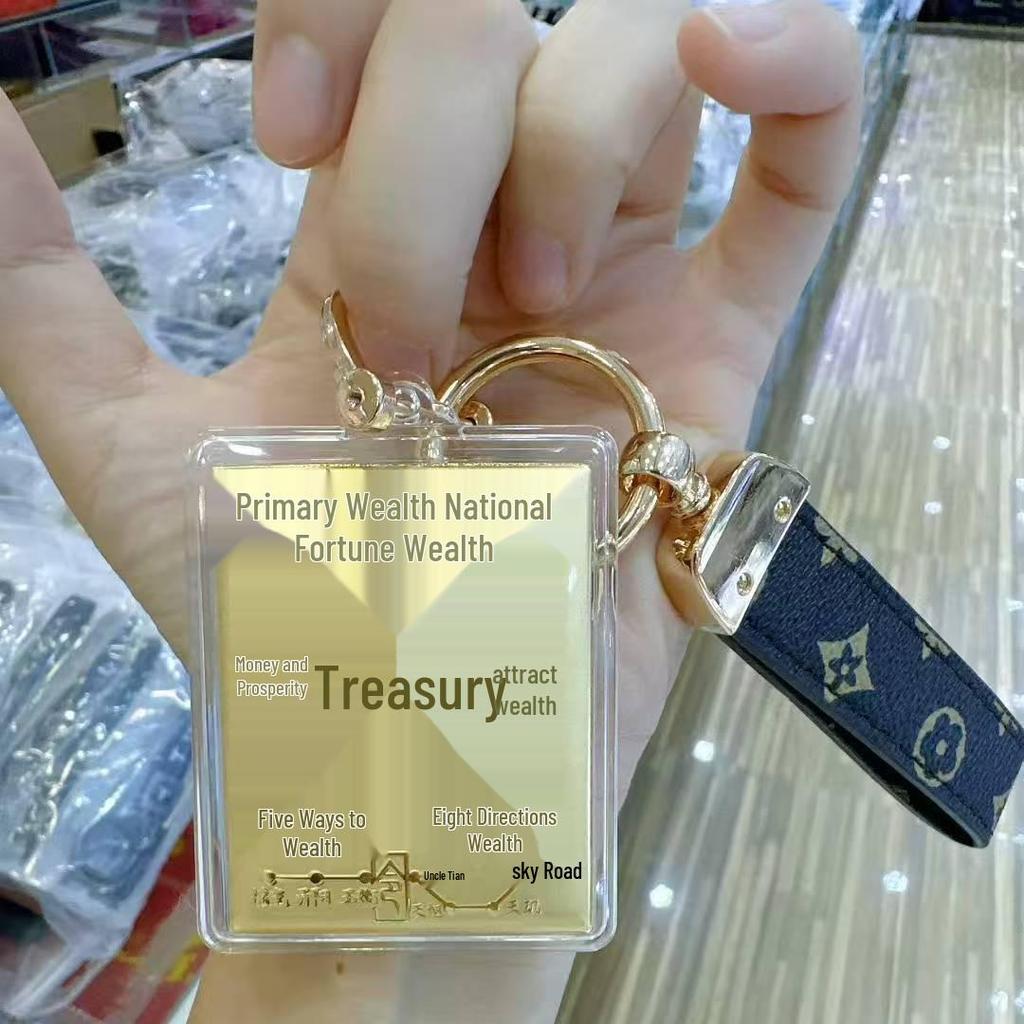 Primary Wealth National
Fortune Wealth
Money and
Prosperity
Treasury
attract
wealth
Five Ways to
Wealth
Eight Directions
Wealth
Uncle Tian
sky Road